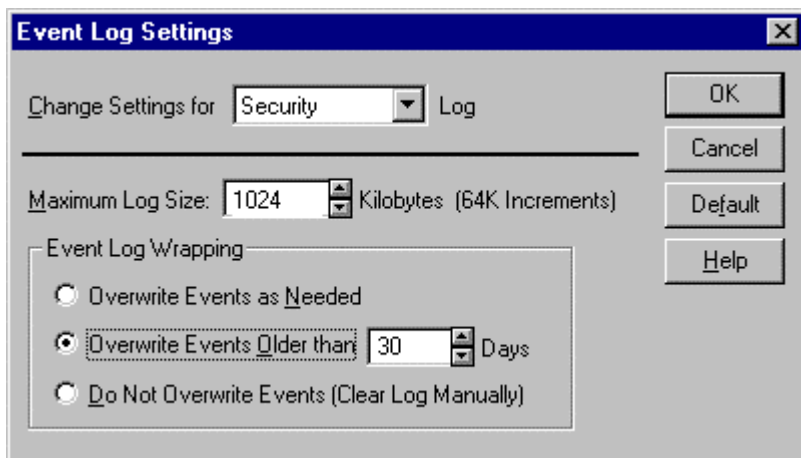 Event Log Settings
Change Settings for Security Log
OK
Cancel
Maximum Log Size: 1024 Kilobytes (64K Increments)
Default
Event Log Wrapping
Help
Overwrite Events as Needed
Overwrite Events Older than 30 Days
Do Not Overwrite Events (Clear Log Manually)